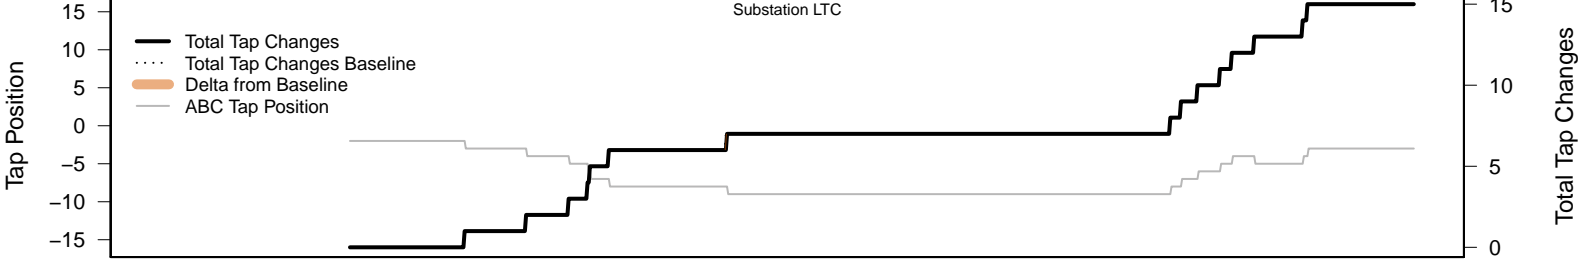 Substation LTC
Tap Position
15
10
5
0
−5
−10
−15
Total Tap Changes
Total Tap Changes Baseline
Delta from Baseline
ABC Tap Position
15
10
5
0
Total Tap Changes